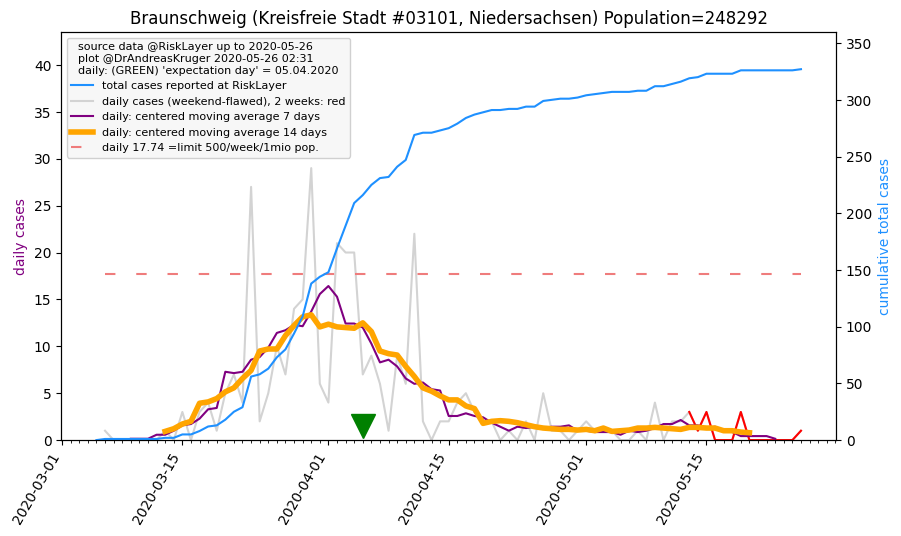 Braunschweig (Kreisfreie Stadt #03101, Niedersachsen) Population=248292
source data @RiskLayer up to 2020-05-26
plot @DrAndreasKruger 2020-05-26 02:31
daily: (GREEN) 'expectation day' = 05.04.2020
total cases reported at RiskLayer
daily cases (weekend-flawed), 2 weeks: red
daily: centered moving average 7 days
daily: centered moving average 14 days
daily 17.74 =limit 500/week/1mio pop.
daily cases
40
35
30
25
20
15
10
5
0
350
300
250
200
150
100
50
0
cumulative total cases
2020-03-01
2020-03-15
2020-04-01
2020-04-15
2020-05-01
2020-05-15